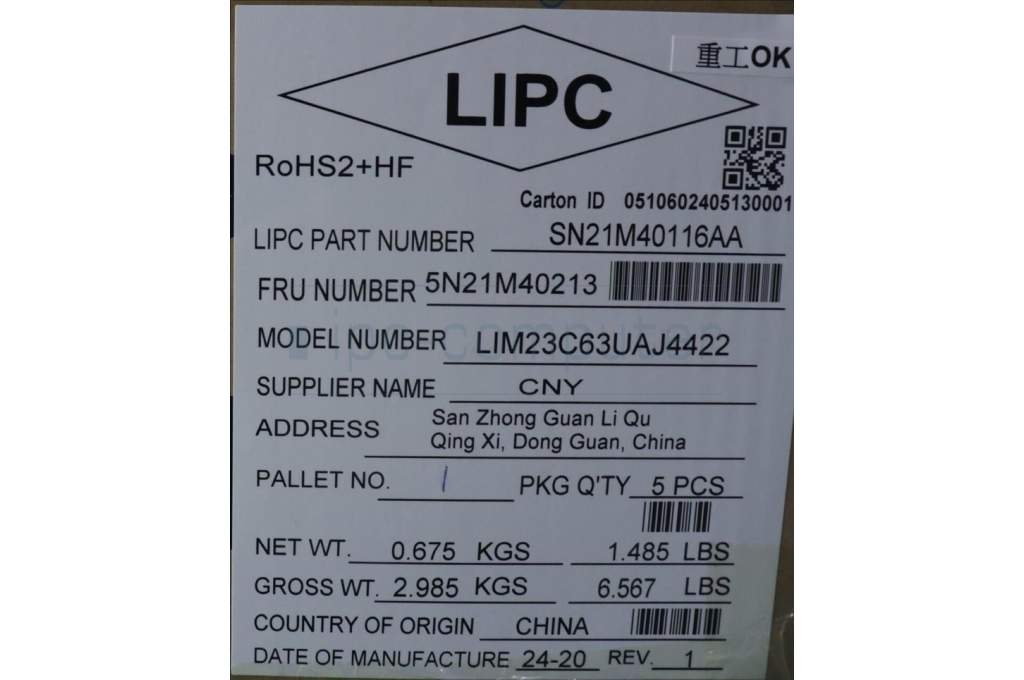 重工OK
LIPC
RoHS2+HF
Carton ID 0510602405130001
LIPC PART NUMBER SN21M40116AA
FRU NUMBER 5N21M40213
MODEL NUMBER LIM23C63UAJ4422
ipc computer
SUPPLIER NAME CNY
ADDRESS San Zhong Guan Li Qu
Qing Xi, Dong Guan, China
PALLET NO. 1 PKG Q'TY 5 PCS
NET WT. 0.675 KGS 1.485 LBS
GROSS WT. 2.985 KGS 6.567 LBS
COUNTRY OF ORIGIN CHINA
DATE OF MANUFACTURE 24-20 REV. 1